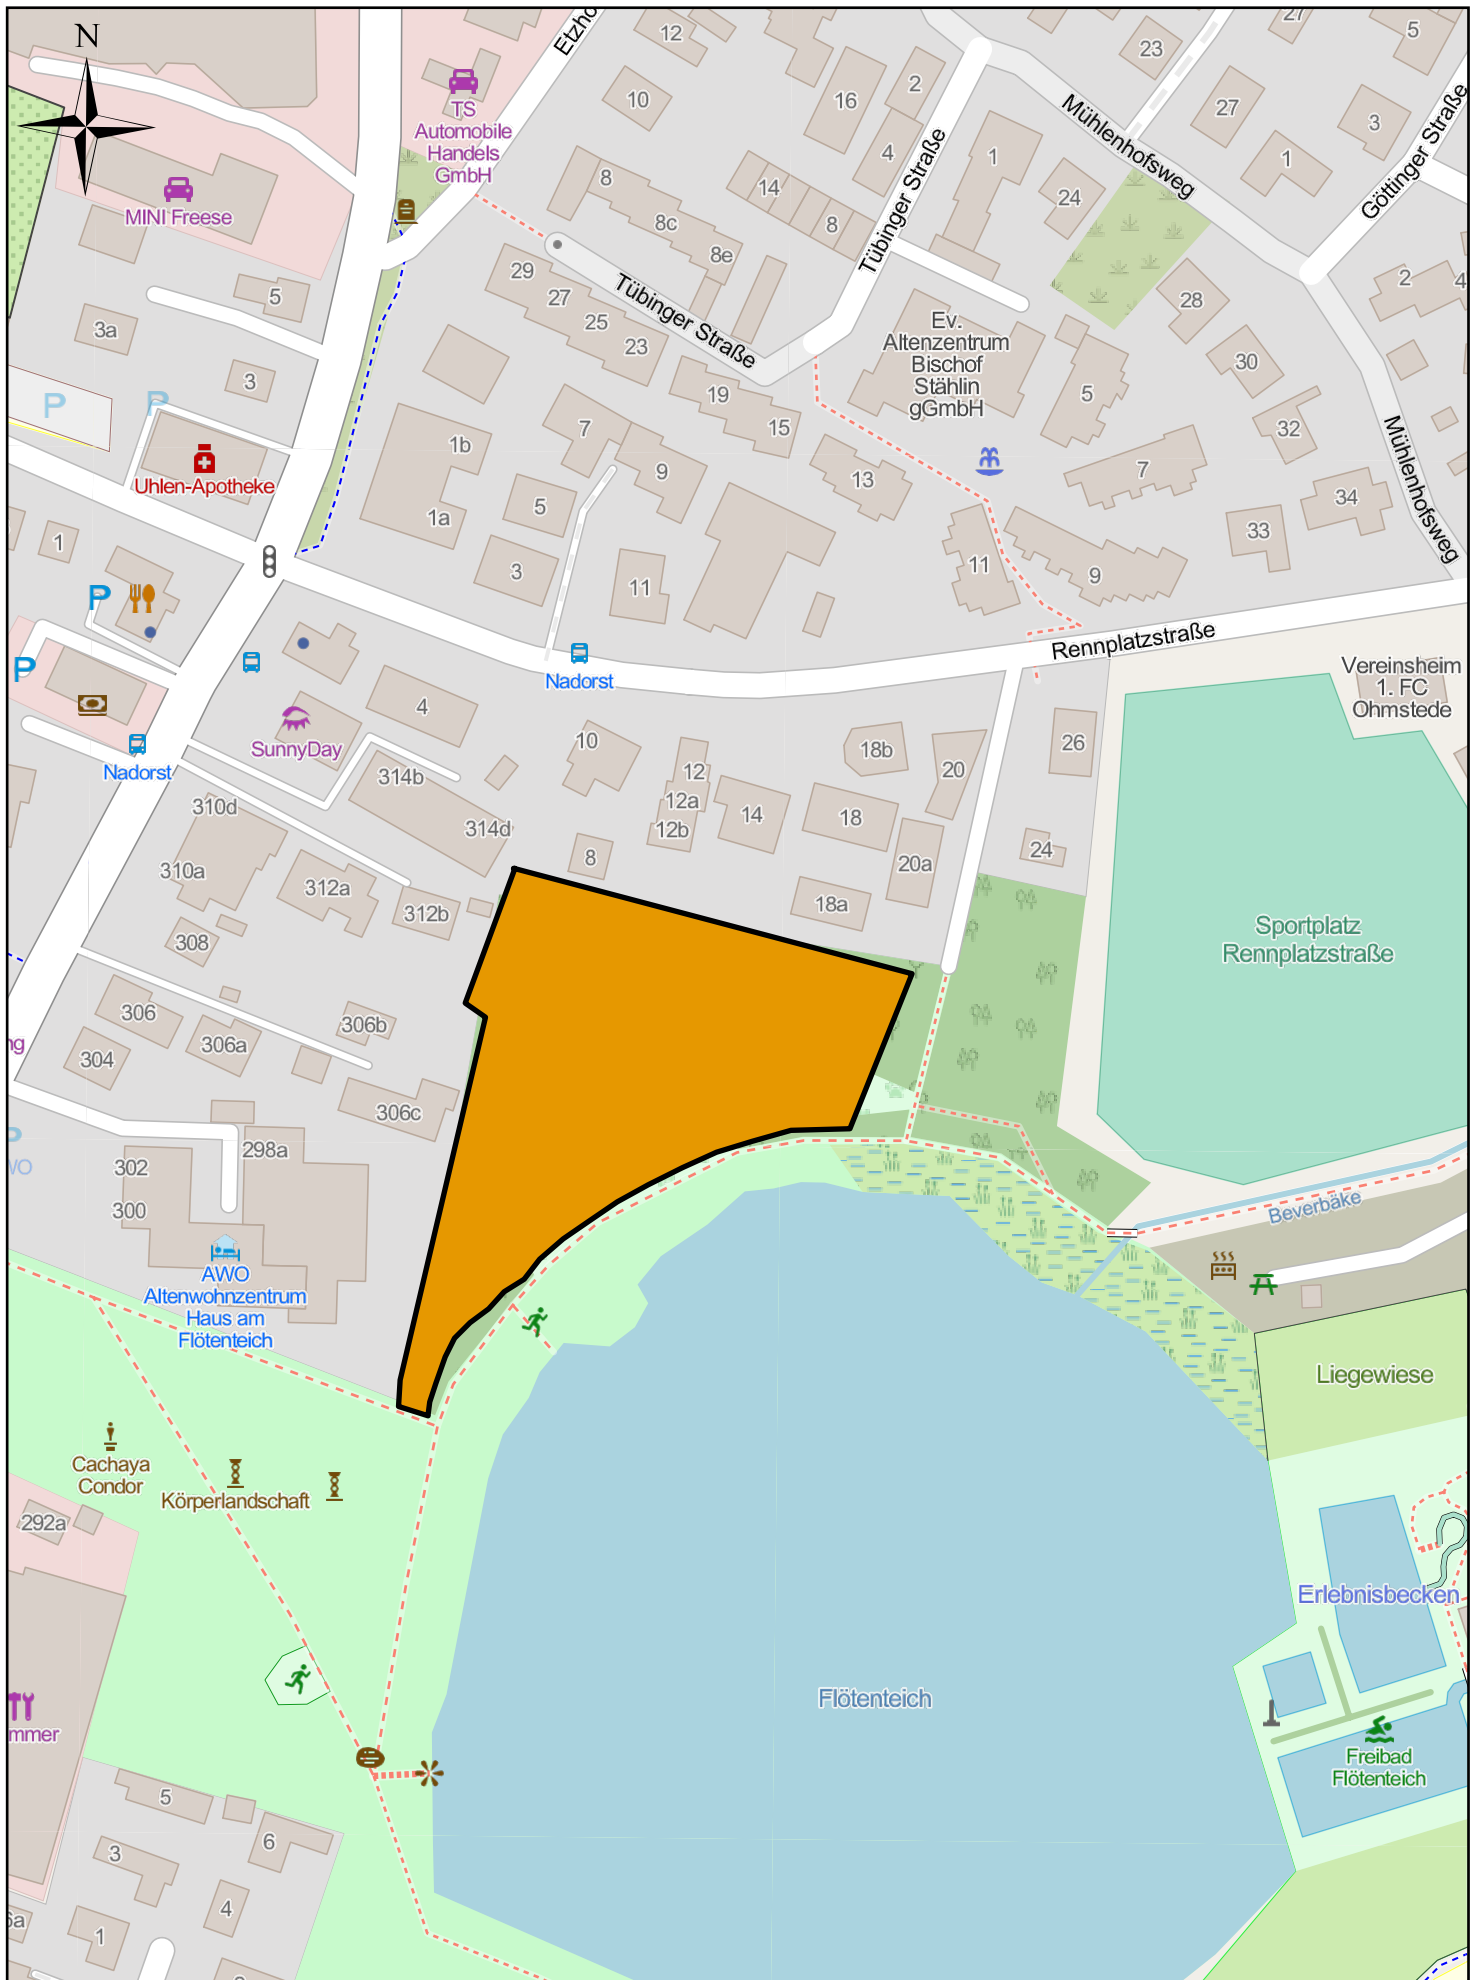 N
Etzho
12
10
TS
Automobile
Handels
GmbH
MINI Freese
8
8c
8e
14
8
16
2
4
Tübinger Straße
1
24
23
27
27
5
3
1
Mühlenhofsweg
Göttinger Straße
2
4
28
30
32
34
33
Mühlenhofsweg
29
27
25
23
Tübinger Straße
19
15
13
Ev.
Altenzentrum
Bischof
Stählin
gGmbH
5
7
11
9
5
3a
3
P
P
Uhlen-Apotheke
1b
1a
7
9
5
3
11
1
P
P
Nadorst
Rennplatzstraße
Vereinsheim
1. FC
Ohmstede
SunnyDay
4
Nadorst
314b
314d
310d
310a
312a
312b
308
10
8
12
12a
12b
14
18b
18
20
20a
18a
26
24
Sportplatz
Rennplatzstraße
306
304
306a
306b
306c
ng
P
WO
302
300
298a
AWO
Altenwohnzentrum
Haus am
Flötenteich
Beverbäke
Liegewiese
Cachaya
Condor
Körperlandschaft
292a
Erlebnisbecken
Flötenteich
Freibad
Flötenteich
mmer
5
6
3
4
1
6a